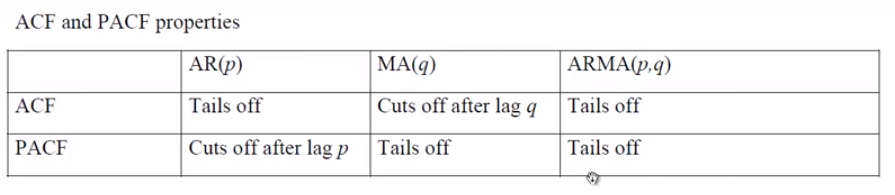 ACF and PACF properties
AR(p) MA(q) ARMA(p,q)
ACF Tails off Cuts off after lag q Tails off
PACF Cuts off after lag p Tails off Tails off